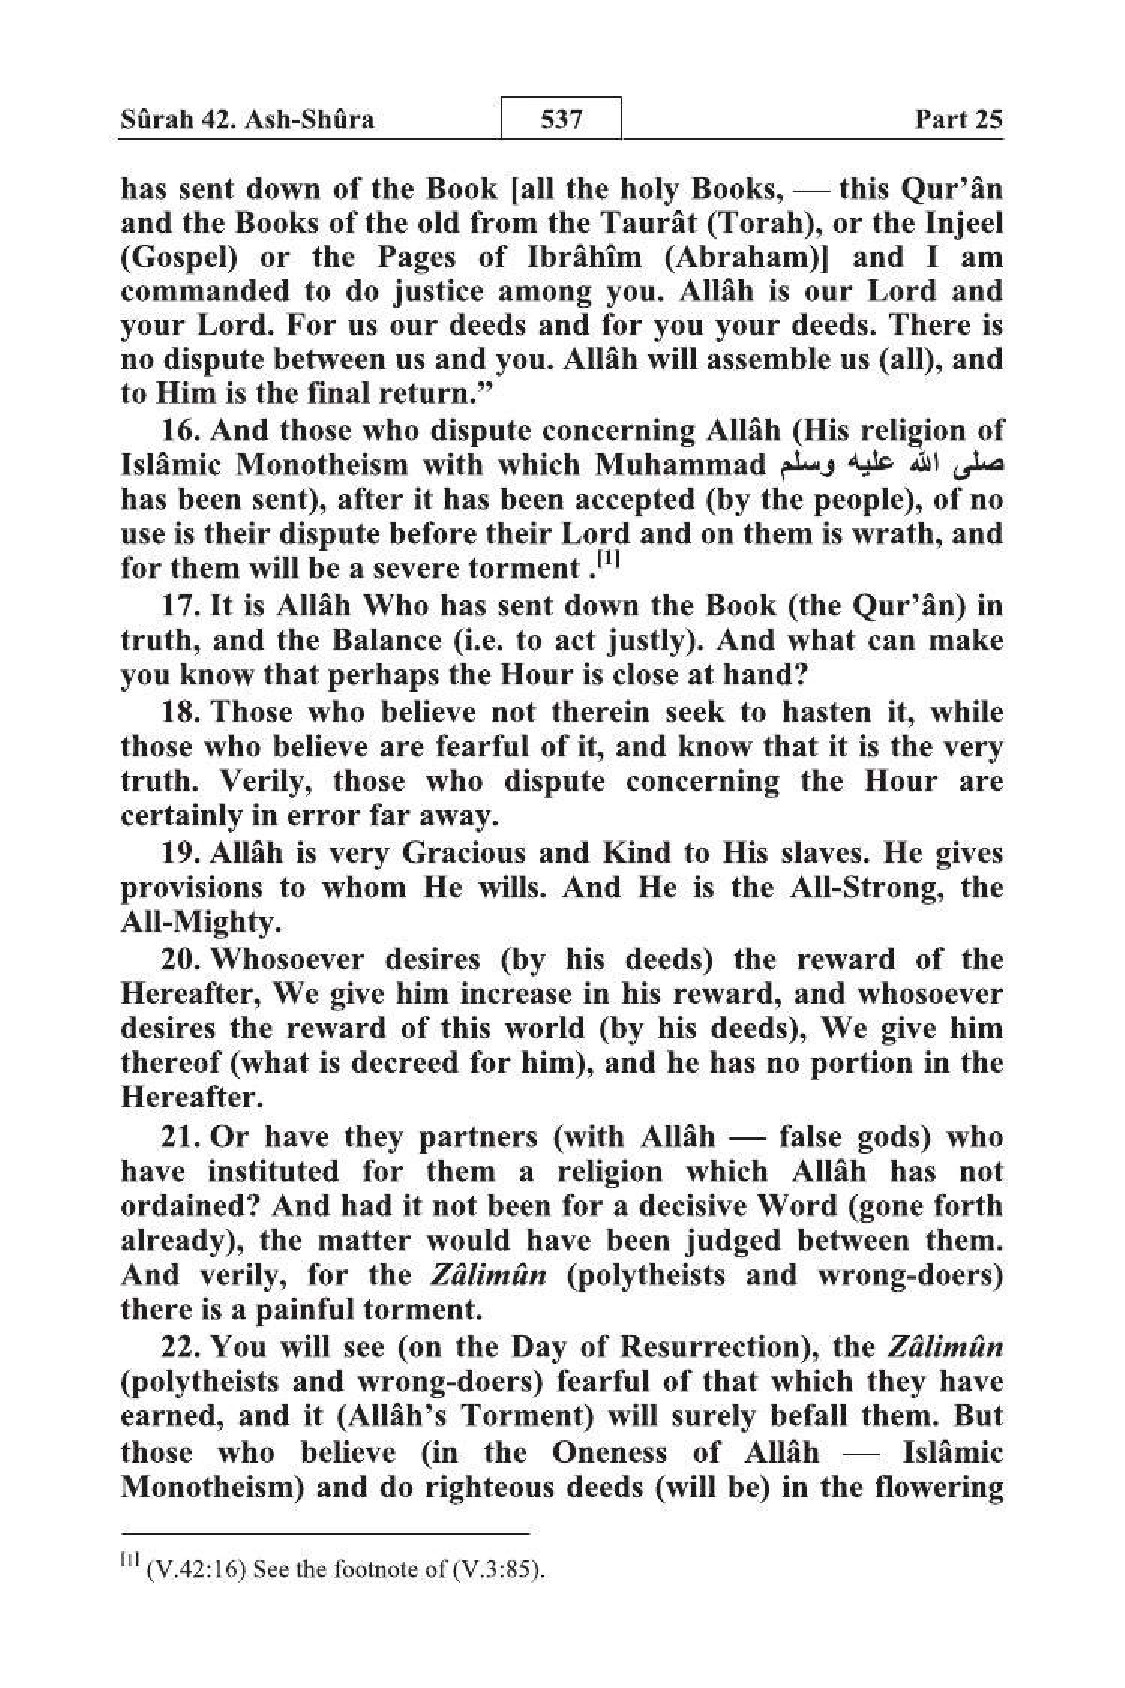 Sûrah 42. Ash-Shûra 537 Part 25
has sent down of the Book [all the holy Books, — this Qur’ân
and the Books of the old from the Taurât (Torah), or the Injeel
(Gospel) or the Pages of Ibrâhîm (Abraham)] and I am
commanded to do justice among you. Allâh is our Lord and
your Lord. For us our deeds and for you your deeds. There is
no dispute between us and you. Allâh will assemble us (all), and
to Him is the final return.”
16. And those who dispute concerning Allâh (His religion of
Islâmic Monotheism with which Muhammad صلى الله عليه وسلم
has been sent), after it has been accepted (by the people), of no
use is their dispute before their Lord and on them is wrath, and
for them will be a severe torment .[1]
17. It is Allâh Who has sent down the Book (the Qur’ân) in
truth, and the Balance (i.e. to act justly). And what can make
you know that perhaps the Hour is close at hand?
18. Those who believe not therein seek to hasten it, while
those who believe are fearful of it, and know that it is the very
truth. Verily, those who dispute concerning the Hour are
certainly in error far away.
19. Allâh is very Gracious and Kind to His slaves. He gives
provisions to whom He wills. And He is the All-Strong, the
All-Mighty.
20. Whosoever desires (by his deeds) the reward of the
Hereafter, We give him increase in his reward, and whosoever
desires the reward of this world (by his deeds), We give him
thereof (what is decreed for him), and he has no portion in the
Hereafter.
21. Or have they partners (with Allâh — false gods) who
have instituted for them a religion which Allâh has not
ordained? And had it not been for a decisive Word (gone forth
already), the matter would have been judged between them.
And verily, for the Zâlimûn (polytheists and wrong-doers)
there is a painful torment.
22. You will see (on the Day of Resurrection), the Zâlimûn
(polytheists and wrong-doers) fearful of that which they have
earned, and it (Allâh’s Torment) will surely befall them. But
those who believe (in the Oneness of Allâh — Islâmic
Monotheism) and do righteous deeds (will be) in the flowering
[1] (V.42:16) See the footnote of (V.3:85).